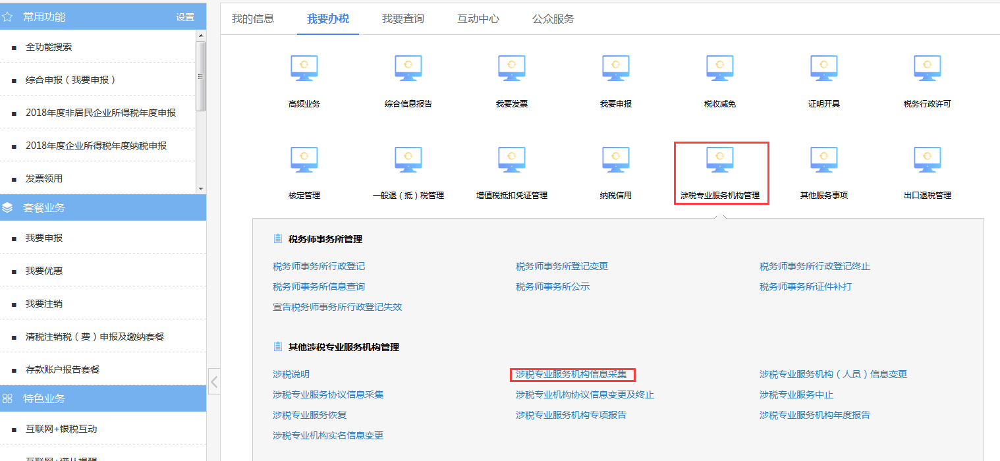 常用功能 设置
全功能搜索
综合申报（我要申报）
2018年度非居民企业所得税年度申报
2018年度企业所得税年度纳税申报
发票领用
套餐业务
我要申报
我要优惠
我要注销
清税注销税（费）申报及缴纳套餐
存款账户报告套餐
特色业务
互联网+银税互动
互联网+遵从提醒
我的信息 我要办税 我要查询 互动中心 公众服务
高频业务 综合信息报告 我要发票 我要申报 税收减免 证明开具 税务行政许可
核定管理 一般退（抵）税管理 增值税抵扣凭证管理 纳税信用 涉税专业服务机构管理 其他服务事项 出口退税管理
税务师事务所管理
税务师事务所行政登记 税务师事务所登记变更 税务师事务所行政登记终止
税务师事务所信息查询 税务师事务所公示 税务师事务所证件补打
宣告税务师事务所行政登记失效
其他涉税专业服务机构管理
涉税说明 涉税专业服务机构信息采集 涉税专业服务机构（人员）信息变更
涉税专业服务协议信息采集 涉税专业机构协议信息变更及终止 涉税专业服务中止
涉税专业服务恢复 涉税专业服务机构专项报告 涉税专业服务机构年度报告
涉税专业机构实名信息变更